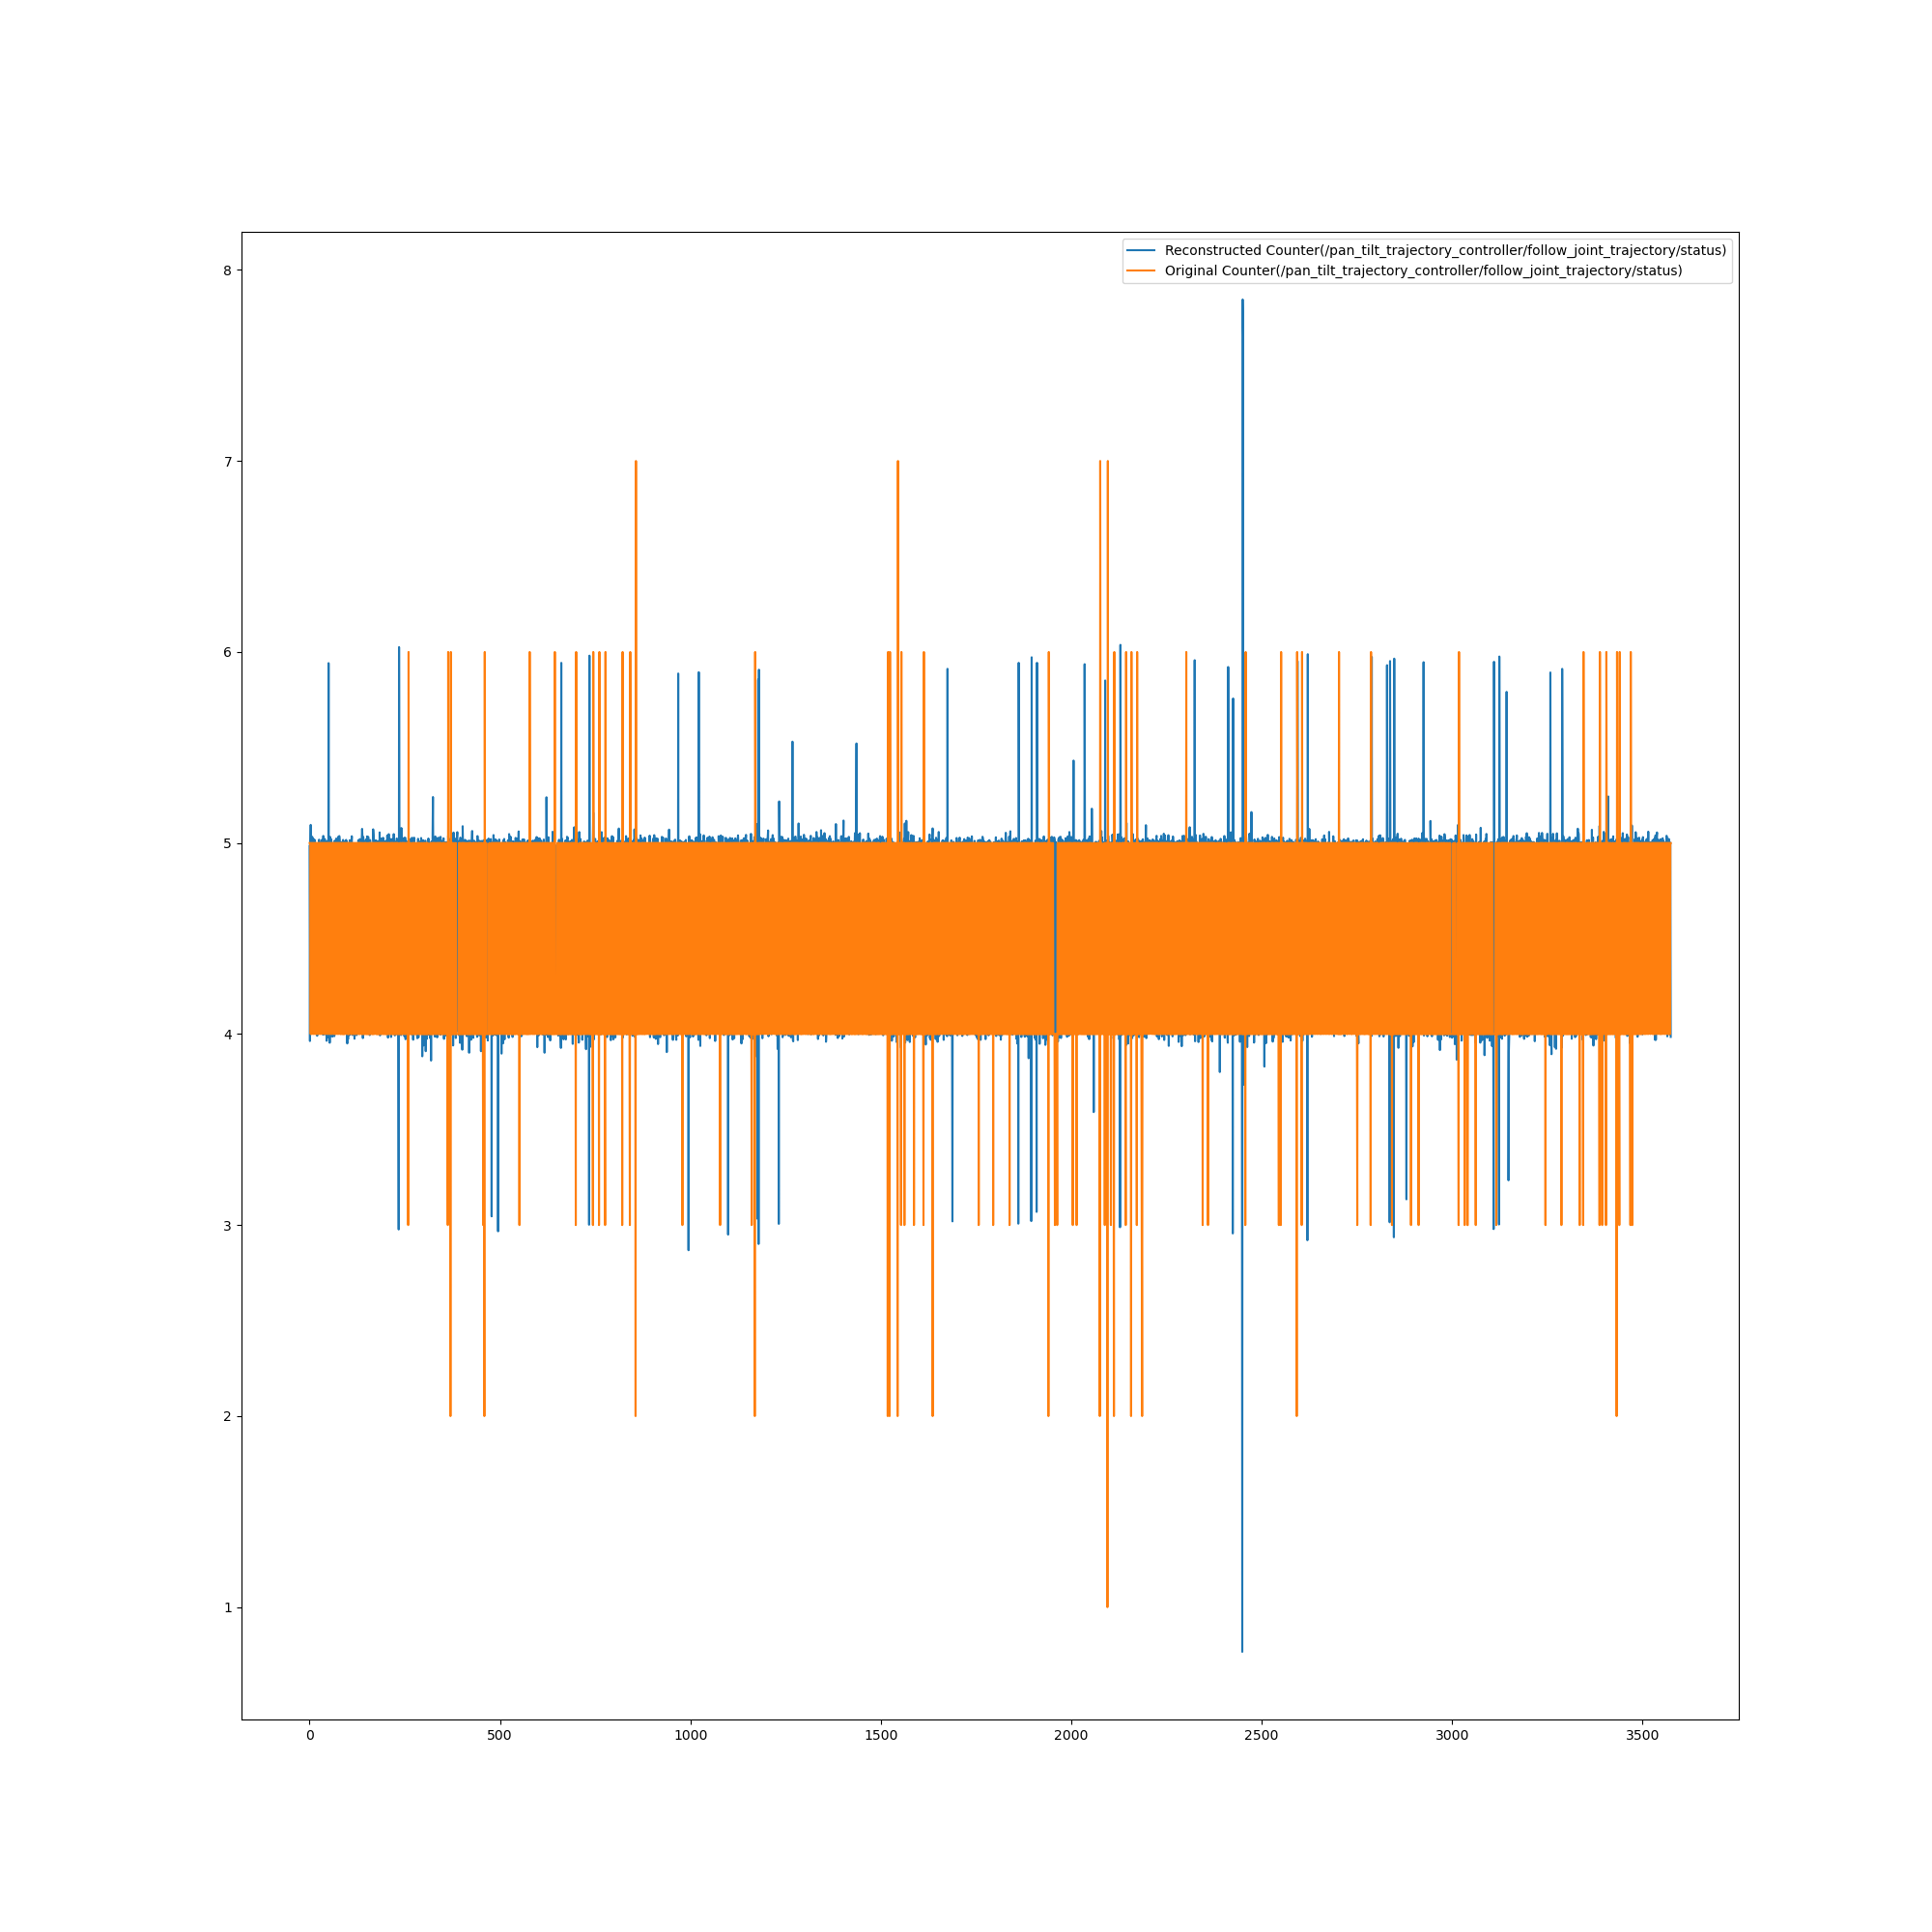 Reconstructed Counter(/pan_tilt_trajectory_controller/follow_joint_trajectory/status)
Original Counter(/pan_tilt_trajectory_controller/follow_joint_trajectory/status)
8
7
6
5
4
3
2
1
0 500 1000 1500 2000 2500 3000 3500